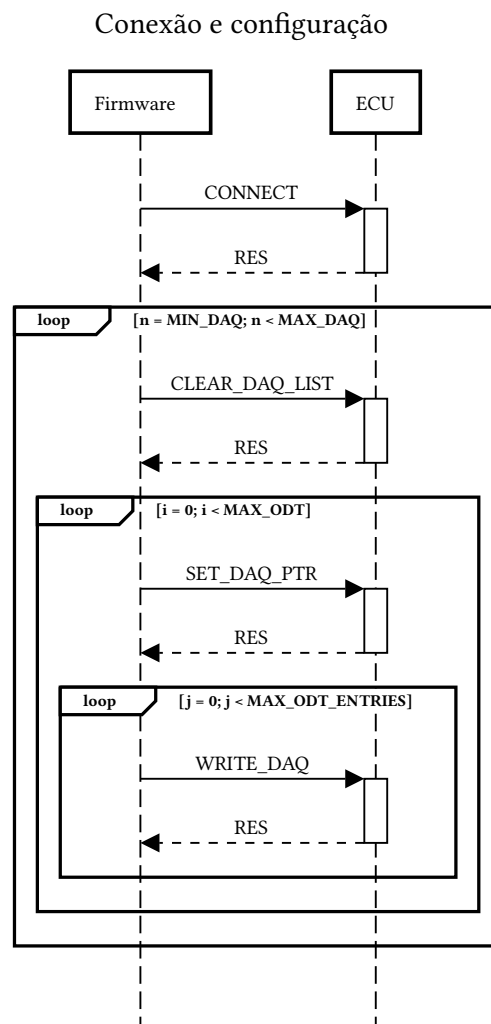 Conexão e configuração
Firmware ECU
CONNECT
RES
loop [n = MIN_DAQ; n < MAX_DAQ]
CLEAR_DAQ_LIST
RES
loop [i = 0; i < MAX_ODT]
SET_DAQ_PTR
RES
loop [j = 0; j < MAX_ODT_ENTRIES]
WRITE_DAQ
RES